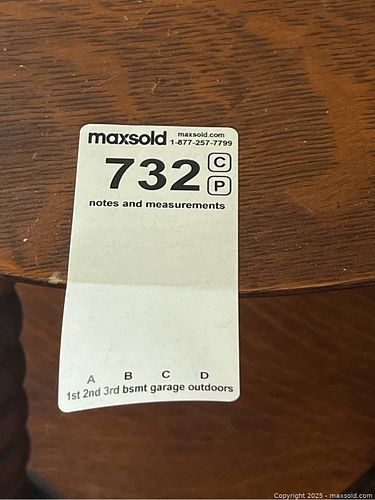 maxsold maxsold.com
1-877-257-7799
732 C
P
notes and measurements
A B C D
1st 2nd 3rd bsmt garage outdoors
Copyright 2025 - maxsold.com